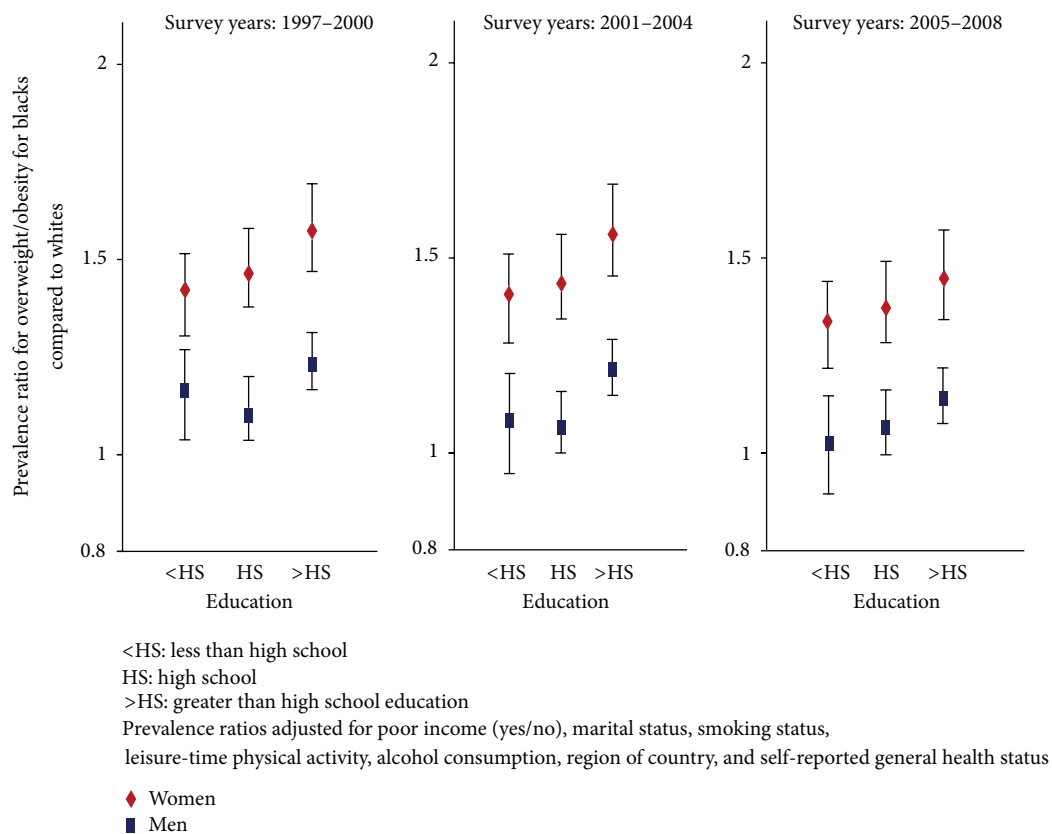 Survey years: 1997–2000
Survey years: 2001–2004
Survey years: 2005–2008
Prevalence ratio for overweight/obesity for blacks
compared to whites
2
1.5
1
0.8
<HS HS >HS
Education
2
1.5
1
0.8
<HS HS >HS
Education
2
1.5
1
0.8
<HS HS >HS
Education
<HS: less than high school
HS: high school
>HS: greater than high school education
Prevalence ratios adjusted for poor income (yes/no), marital status, smoking status,
leisure-time physical activity, alcohol consumption, region of country, and self-reported general health status
Women
Men